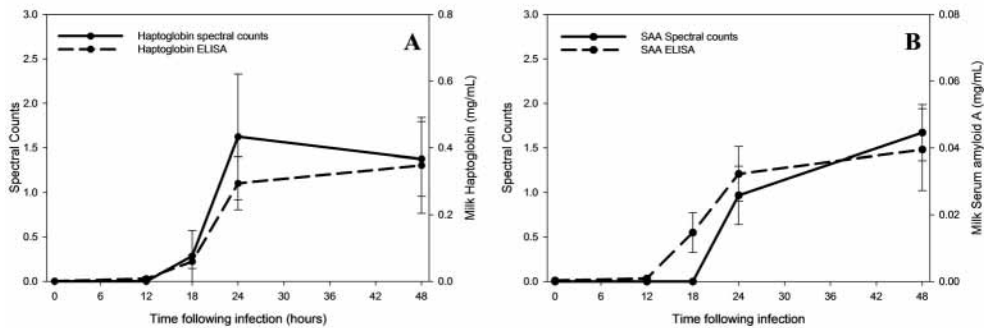 Haptoglobin spectral counts
Haptoglobin ELISA
A
Spectral Counts
3.0
2.5
2.0
1.5
1.0
0.5
0.0
0.8
0.6
0.4
0.2
0.0
Milk Haptoglobin (mg/mL)
0 6 12 18 24 30 36 42 48
Time following infection (hours)
SAA Spectral counts
SAA ELISA
B
Spectral Counts
3.0
2.5
2.0
1.5
1.0
0.5
0.0
0.08
0.06
0.04
0.02
0.00
Milk Serum amyloid A (mg/mL)
0 6 12 18 24 30 36 42 48
Time following infection